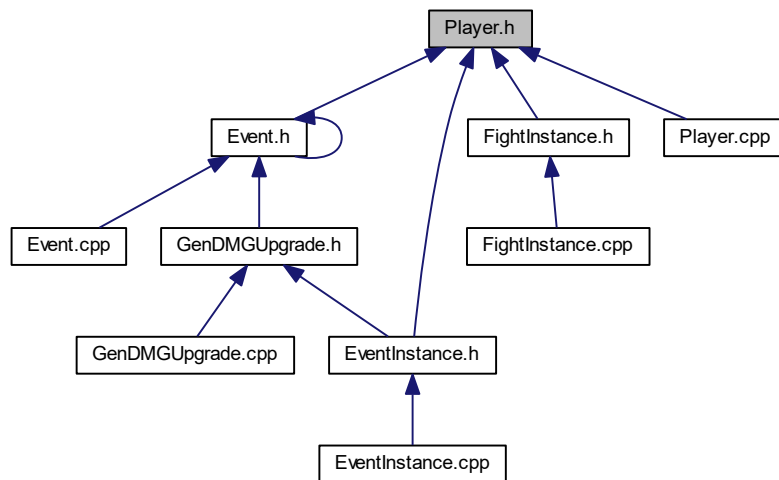 Player.h
Event.h
FightInstance.h
Player.cpp
Event.cpp
GenDMGUpgrade.h
FightInstance.cpp
GenDMGUpgrade.cpp
EventInstance.h
EventInstance.cpp